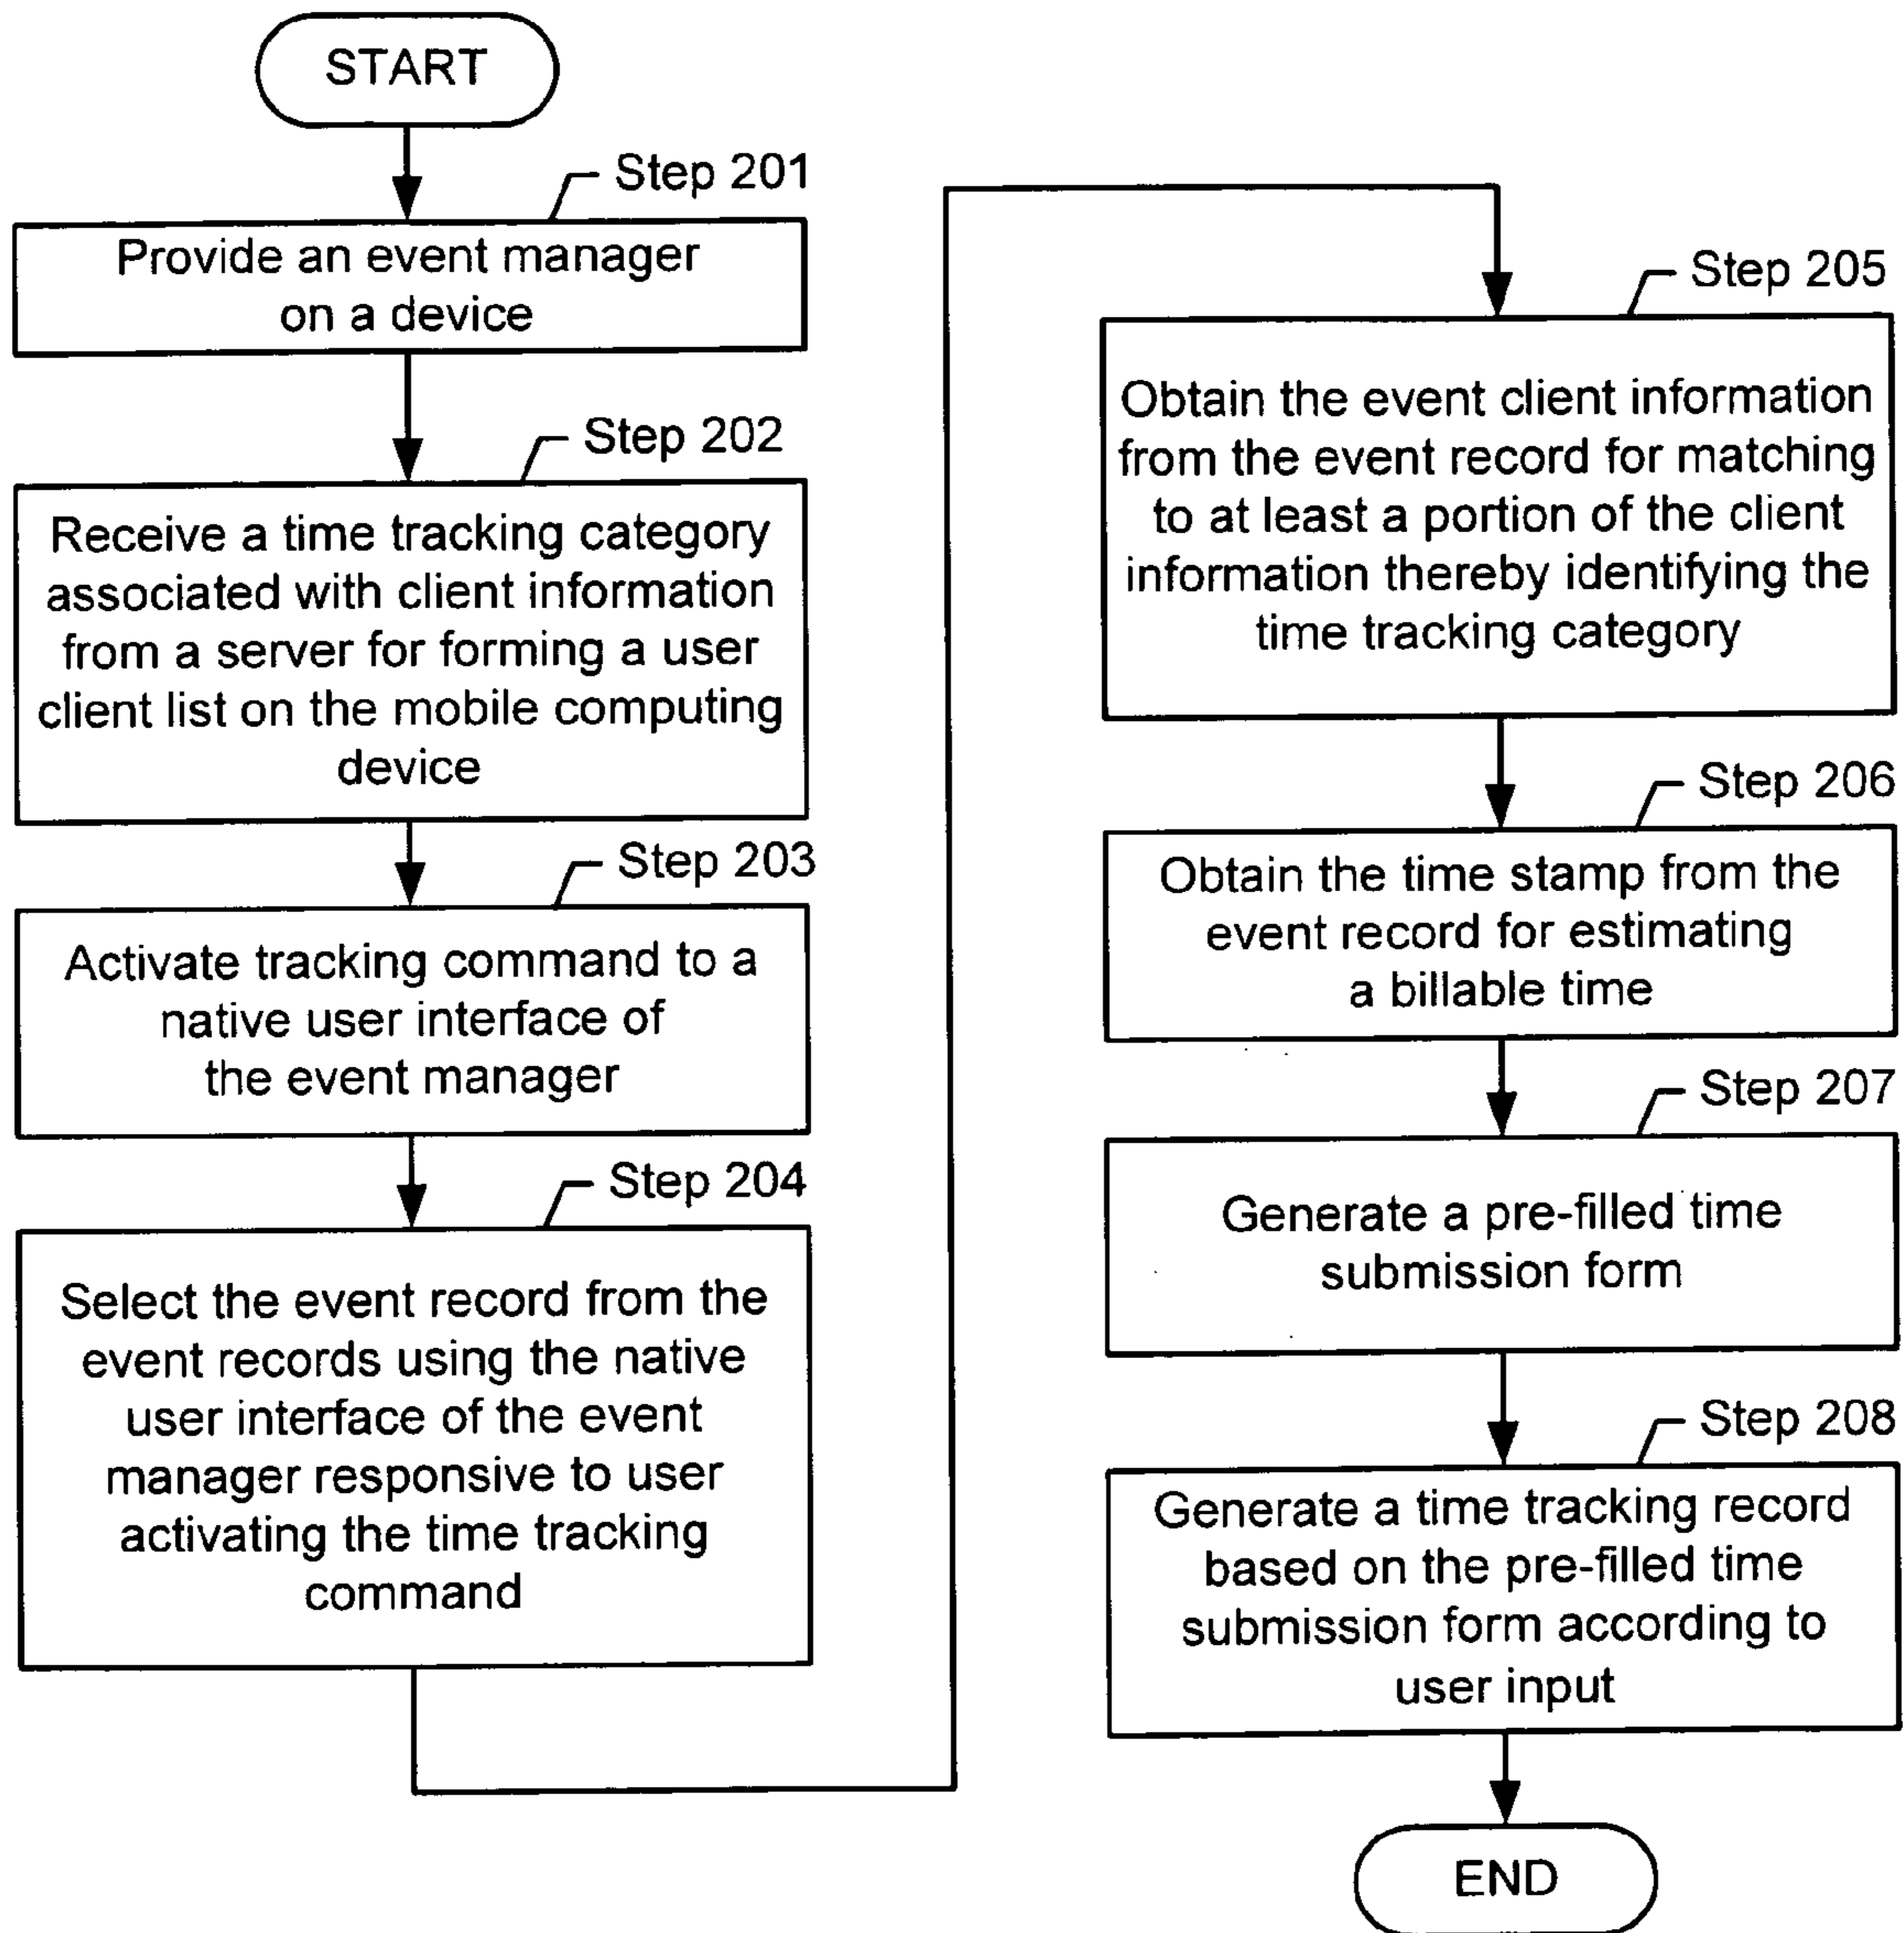 START
Step 201
Provide an event manager
on a device
Step 202
Receive a time tracking category
associated with client information
from a server for forming a user
client list on the mobile computing
device
Step 203
Activate tracking command to a
native user interface of
the event manager
Step 204
Select the event record from the
event records using the native
user interface of the event
manager responsive to user
activating the time tracking
command
Step 205
Obtain the event client information
from the event record for matching
to at least a portion of the client
information thereby identifying the
time tracking category
Step 206
Obtain the time stamp from the
event record for estimating
a billable time
Step 207
Generate a pre-filled time
submission form
Step 208
Generate a time tracking record
based on the pre-filled time
submission form according to
user input
END